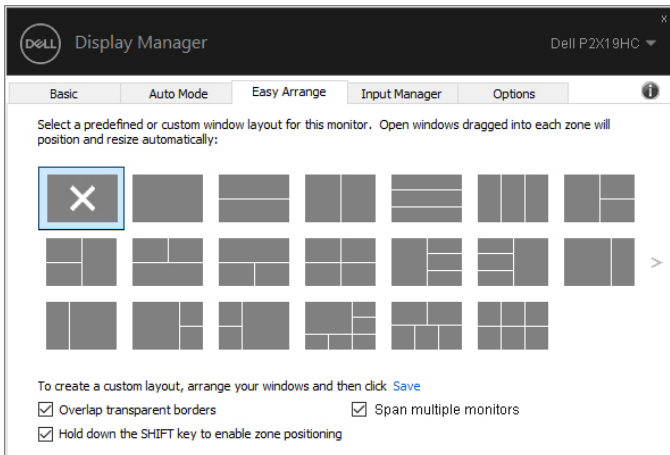 x
DELL Display Manager Dell P2X19HC
Basic Auto Mode Easy Arrange Input Manager Options i
Select a predefined or custom window layout for this monitor. Open windows dragged into each zone will
position and resize automatically:
>
To create a custom layout, arrange your windows and then click Save
Overlap transparent borders Span multiple monitors
Hold down the SHIFT key to enable zone positioning